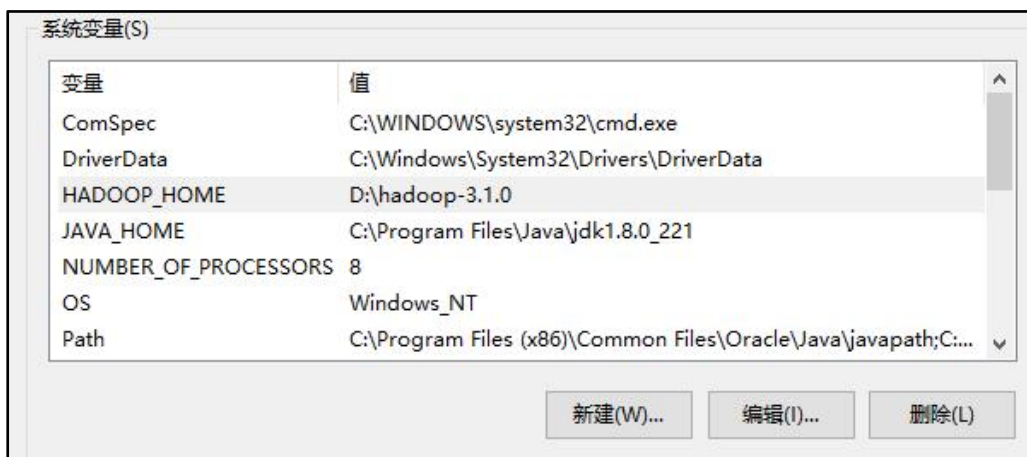 系统变量(S)
变量 值
ComSpec C:\WINDOWS\system32\cmd.exe
DriverData C:\Windows\System32\Drivers\DriverData
HADOOP_HOME D:\hadoop-3.1.0
JAVA_HOME C:\Program Files\Java\jdk1.8.0_221
NUMBER_OF_PROCESSORS 8
OS Windows_NT
Path C:\Program Files (x86)\Common Files\Oracle\Java\javapath;C:...
新建(W)... 编辑(I)... 删除(L)